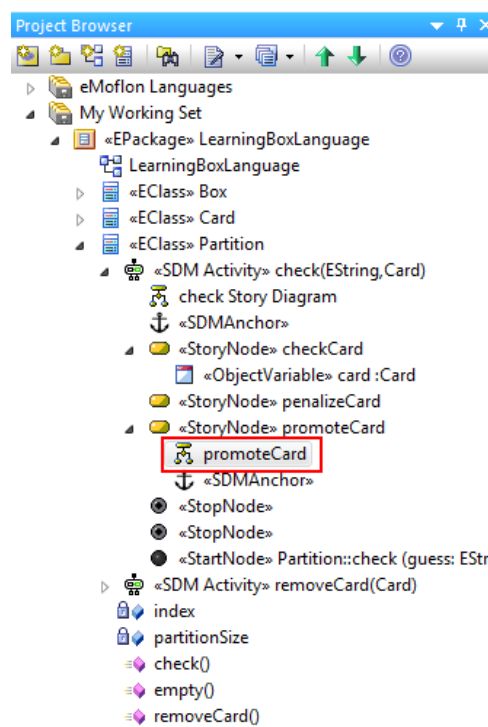 Project Browser
eMoflon Languages
My Working Set
«EPackage» LearningBoxLanguage
LearningBoxLanguage
«EClass» Box
«EClass» Card
«EClass» Partition
«SDM Activity» check(EString,Card)
check Story Diagram
«SDMAnchor»
«StoryNode» checkCard
«ObjectVariable» card :Card
«StoryNode» penalizeCard
«StoryNode» promoteCard
promoteCard
«SDMAnchor»
«StopNode»
«StopNode»
«StartNode» Partition::check (guess: EStr
«SDM Activity» removeCard(Card)
index
partitionSize
check()
empty()
removeCard()